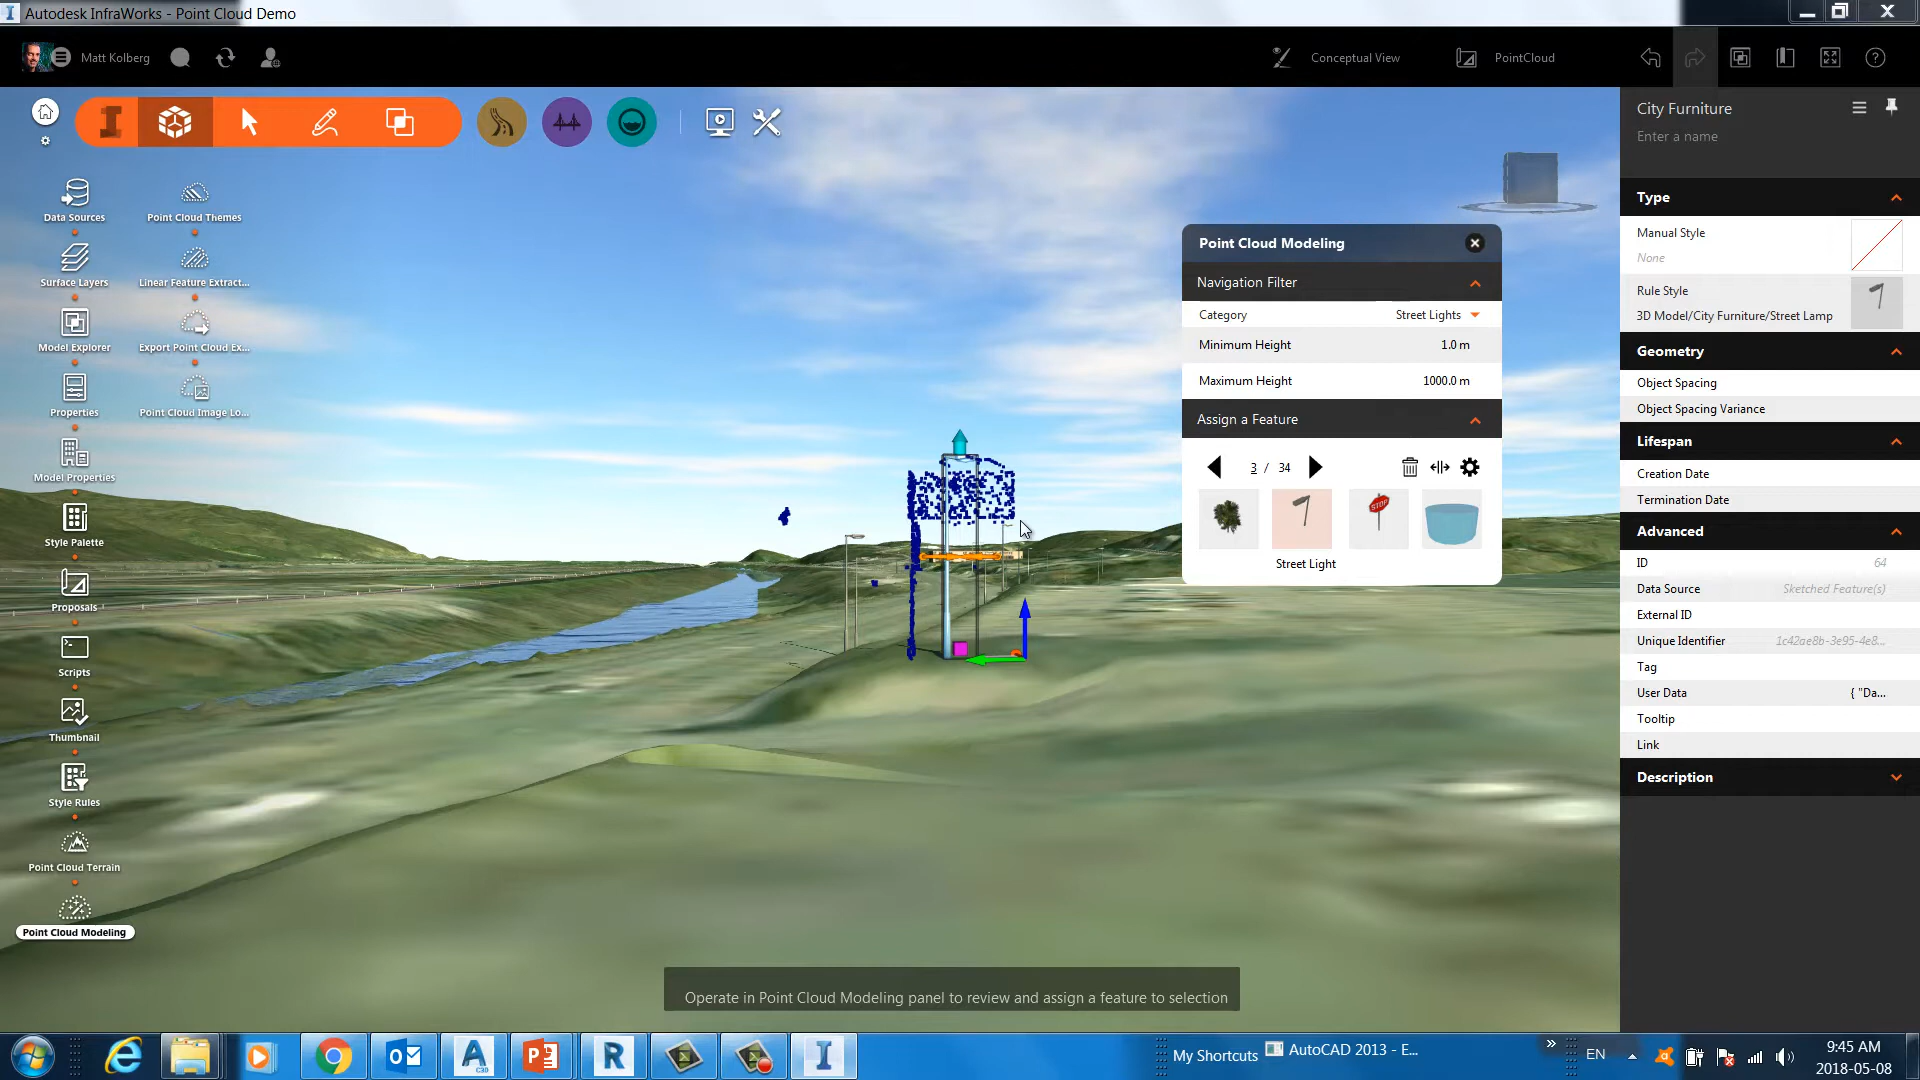 Autodesk InfraWorks - Point Cloud Demo
Matt Kolberg
Conceptual View
PointCloud
Data Sources
Point Cloud Themes
Surface Layers
Linear Feature Extract...
Model Explorer
Export Point Cloud Ex...
Properties
Point Cloud Image Lo...
Model Properties
Style Palette
Proposals
Scripts
Thumbnail
Style Rules
Point Cloud Terrain
Point Cloud Modeling
Point Cloud Modeling
Navigation Filter
Category Street Lights
Minimum Height 1.0 m
Maximum Height 1000.0 m
Assign a Feature
3 / 34
STOP
Street Light
City Furniture
Enter a name
Type
Manual Style
None
Rule Style
3D Model/City Furniture/Street Lamp
Geometry
Object Spacing
Object Spacing Variance
Lifespan
Creation Date
Termination Date
Advanced
ID 64
Data Source Sketched Feature(s)
External ID
Unique Identifier 1c42ae8b-3e95-4e8...
Tag
User Data { "Da...
Tooltip
Link
Description
Operate in Point Cloud Modeling panel to review and assign a feature to selection
My Shortcuts
AutoCAD 2013 - E...
EN
9:45 AM
2018-05-08